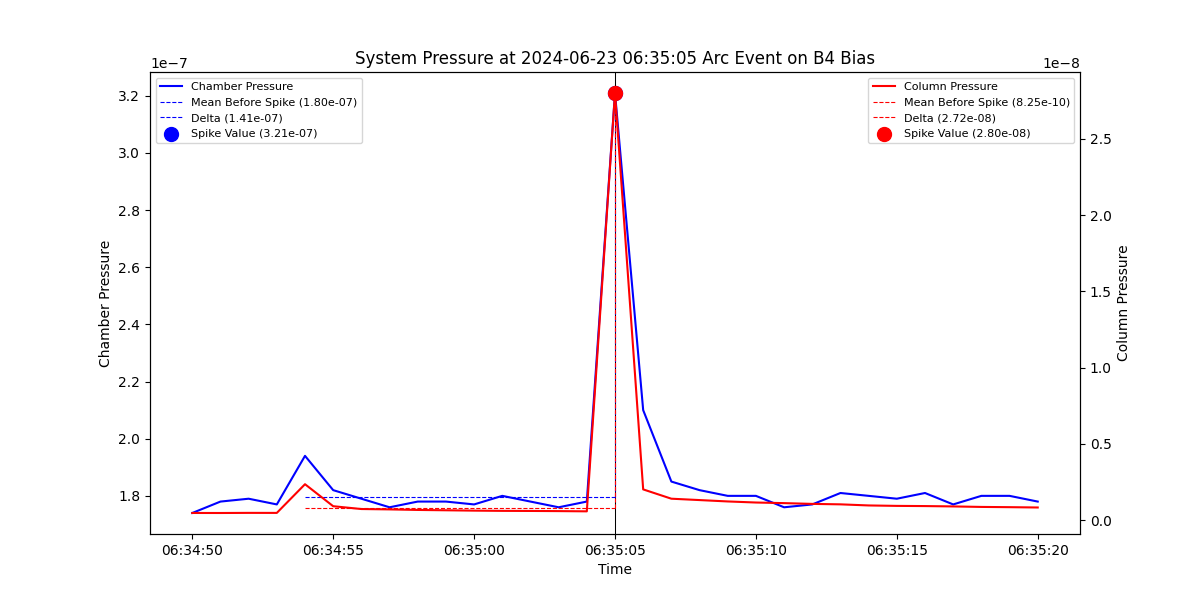 System Pressure at 2024-06-23 06:35:05 Arc Event on B4 Bias
1e−7
1e−8
Chamber Pressure
Mean Before Spike (1.80e-07)
Delta (1.41e-07)
Spike Value (3.21e-07)
Column Pressure
Mean Before Spike (8.25e-10)
Delta (2.72e-08)
Spike Value (2.80e-08)
3.2
3.0
2.8
2.6
2.4
2.2
2.0
1.8
Chamber Pressure
2.5
2.0
1.5
1.0
0.5
0.0
Column Pressure
06:34:50
06:34:55
06:35:00
06:35:05
06:35:10
06:35:15
06:35:20
Time